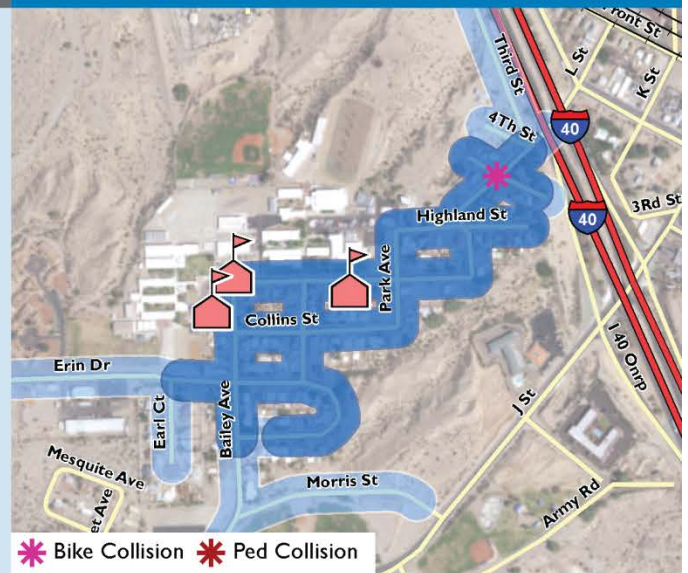 Front St
Third St
L St
K St
4Th St
40
3Rd St
40
Highland St
Park Ave
Collins St
I 40 Onrp
Erin Dr
Earl Ct
Bailey Ave
J St
Mesquite Ave
et Ave
Morris St
Army Rd
Bike Collision
Ped Collision